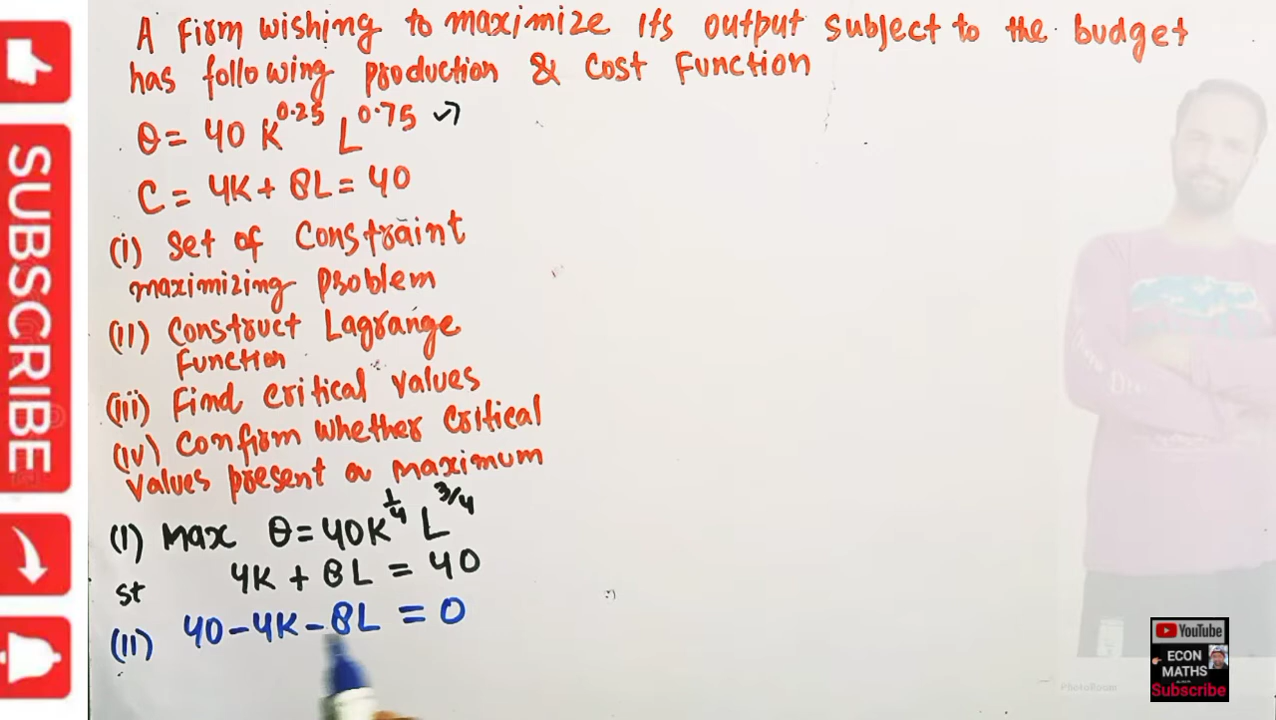 A Firm wishing to maximize its output subject to the budget
has following production & cost Function
Q = 40 K^0.25 L^0.75
C = 4K + 8L = 40
(i) Set of Constraint
maximizing problem
(ii) Construct Lagrange
Function
(iii) Find critical values
(iv) Confirm whether critical
values present a maximum
(i) Max Q = 40K^1/4 L^3/4
st 4K + 8L = 40
(ii) 40 - 4K - 8L = 0
SUBSCRIBE
YouTube
ECON
MATHS
Subscribe
PhotoRoom